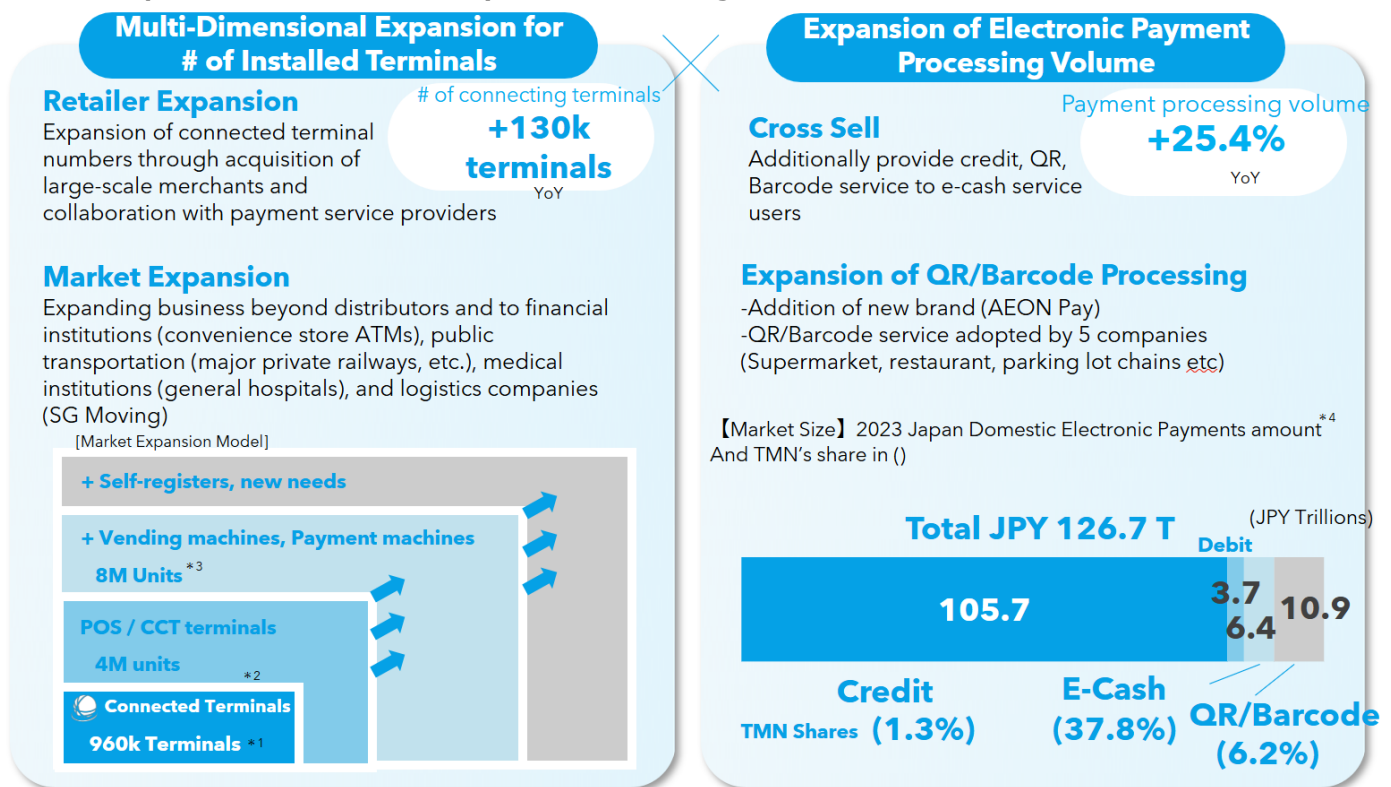 Multi-Dimensional Expansion for
# of Installed Terminals
Retailer Expansion
Expansion of connected terminal
numbers through acquisition of
large-scale merchants and
collaboration with payment service providers
# of connecting terminals
+130k
terminals
YoY
Market Expansion
Expanding business beyond distributors and to financial
institutions (convenience store ATMs), public
transportation (major private railways, etc.), medical
institutions (general hospitals), and logistics companies
(SG Moving)
[Market Expansion Model]
+ Self-registers, new needs
+ Vending machines, Payment machines
8M Units *3
POS / CCT terminals
4M units
*2
Connected Terminals
960k Terminals *1
Expansion of Electronic Payment
Processing Volume
Payment processing volume
+25.4%
YoY
Cross Sell
Additionally provide credit, QR,
Barcode service to e-cash service
users
Expansion of QR/Barcode Processing
-Addition of new brand (AEON Pay)
-QR/Barcode service adopted by 5 companies
(Supermarket, restaurant, parking lot chains etc)
【Market Size】2023 Japan Domestic Electronic Payments amount*4
And TMN's share in ()
Total JPY 126.7 T
(JPY Trillions)
Debit
105.7
3.7
6.4
10.9
Credit
TMN Shares (1.3%)
E-Cash
(37.8%)
QR/Barcode
(6.2%)